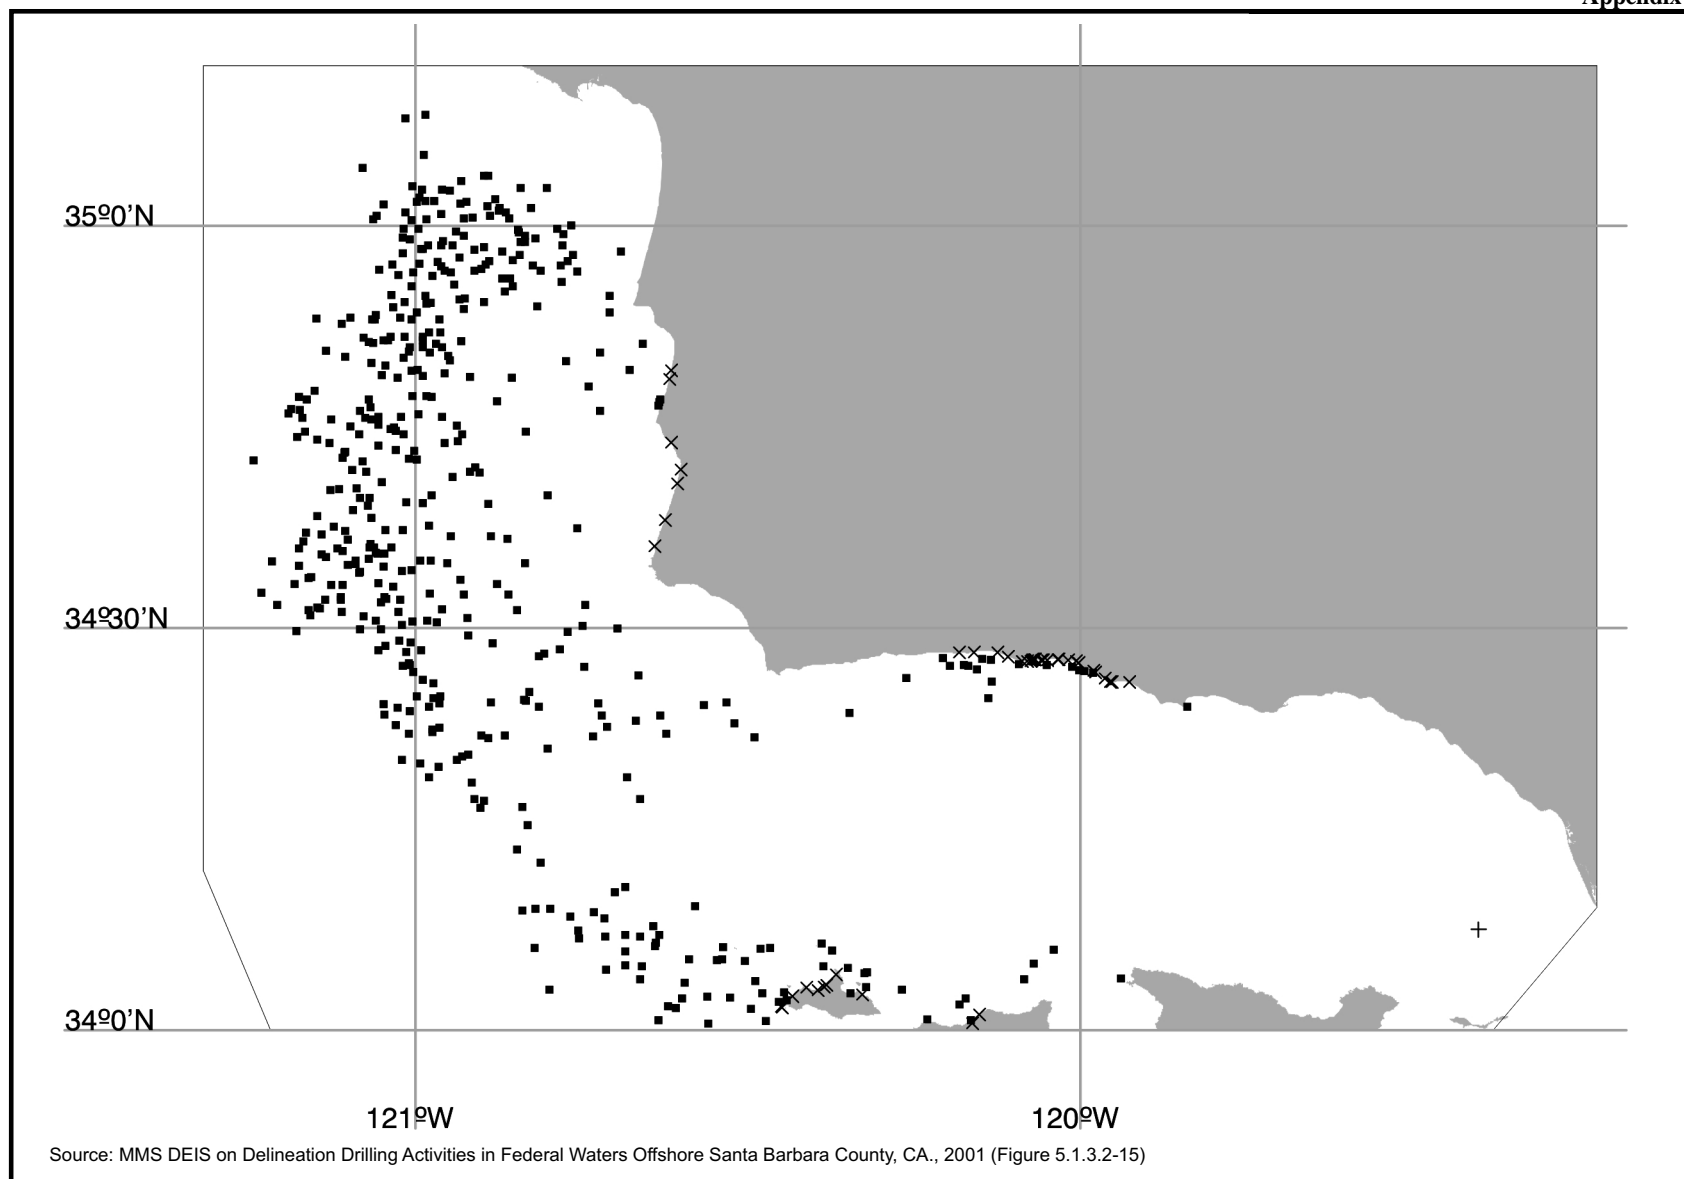 Appendix
35º0'N
34º30'N
34º0'N
121ºW
120ºW
Source: MMS DEIS on Delineation Drilling Activities in Federal Waters Offshore Santa Barbara County, CA., 2001 (Figure 5.1.3.2-15)